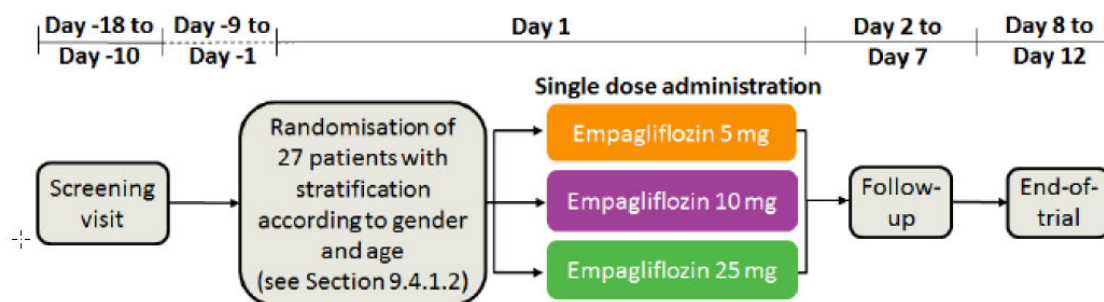 Day -18 to
Day -10
Day -9 to
Day -1
Day 1
Day 2 to
Day 7
Day 8 to
Day 12
Single dose administration
Screening
visit
Randomisation of
27 patients with
stratification
according to gender
and age
(see Section 9.4.1.2)
Empagliflozin 5 mg
Empagliflozin 10 mg
Empagliflozin 25 mg
Follow-
up
End-of-
trial